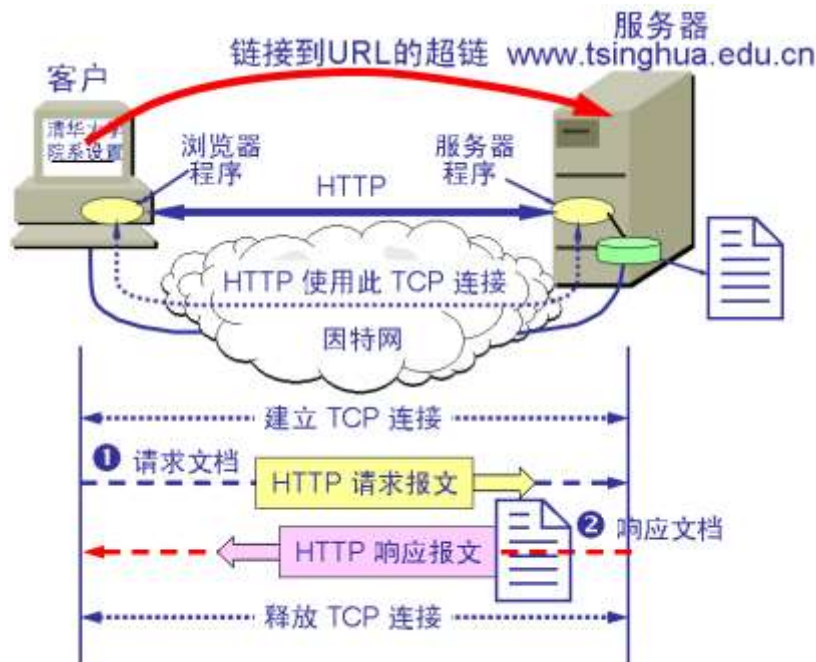 服务器
链接到URL的超链 www.tsinghua.edu.cn
客户
清华大学
院系设置
浏览器
程序
服务器
程序
HTTP
HTTP 使用此 TCP 连接
因特网
建立 TCP 连接
❶ 请求文档
HTTP 请求报文
❷ 响应文档
HTTP 响应报文
释放 TCP 连接